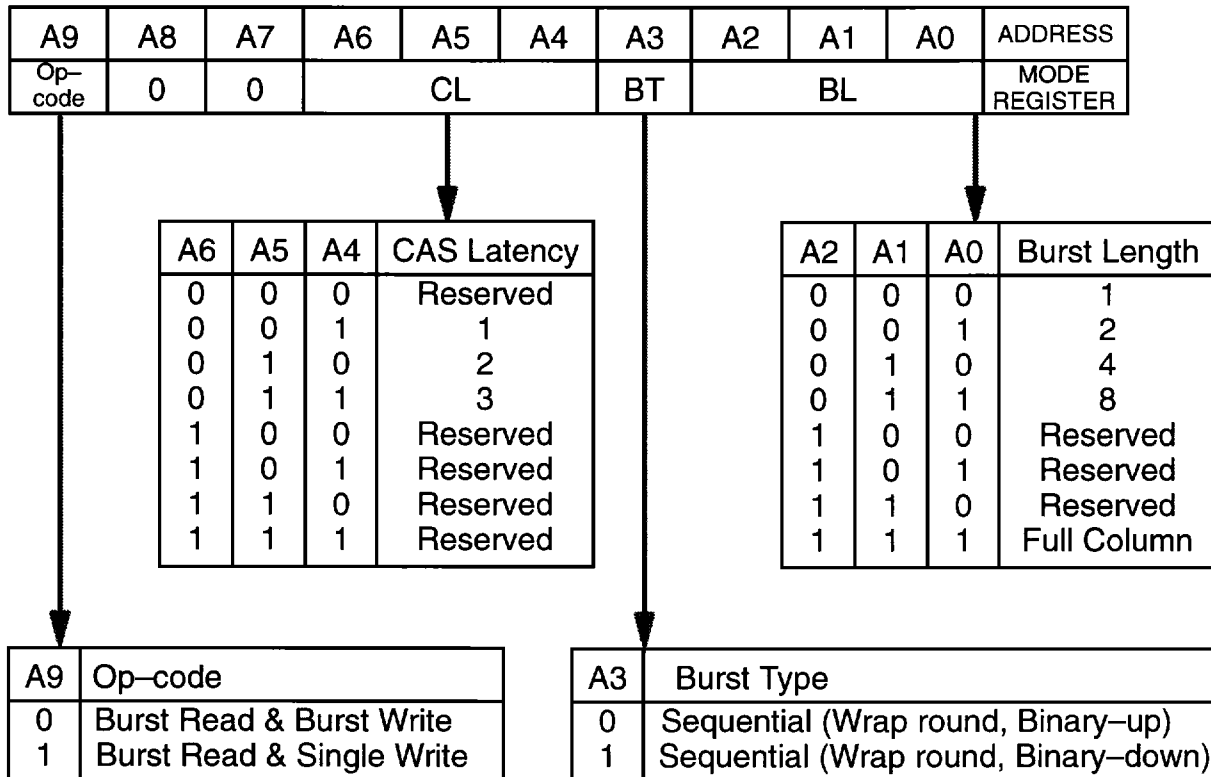 A9 A8 A7 A6 A5 A4 A3 A2 A1 A0 ADDRESS
Op–code 0 0 CL BT BL MODE REGISTER
A6 A5 A4 CAS Latency
0 0 0 Reserved
0 0 1 1
0 1 0 2
0 1 1 3
1 0 0 Reserved
1 0 1 Reserved
1 1 0 Reserved
1 1 1 Reserved
A2 A1 A0 Burst Length
0 0 0 1
0 0 1 2
0 1 0 4
0 1 1 8
1 0 0 Reserved
1 0 1 Reserved
1 1 0 Reserved
1 1 1 Full Column
A9 Op–code
0 Burst Read & Burst Write
1 Burst Read & Single Write
A3 Burst Type
0 Sequential (Wrap round, Binary–up)
1 Sequential (Wrap round, Binary–down)